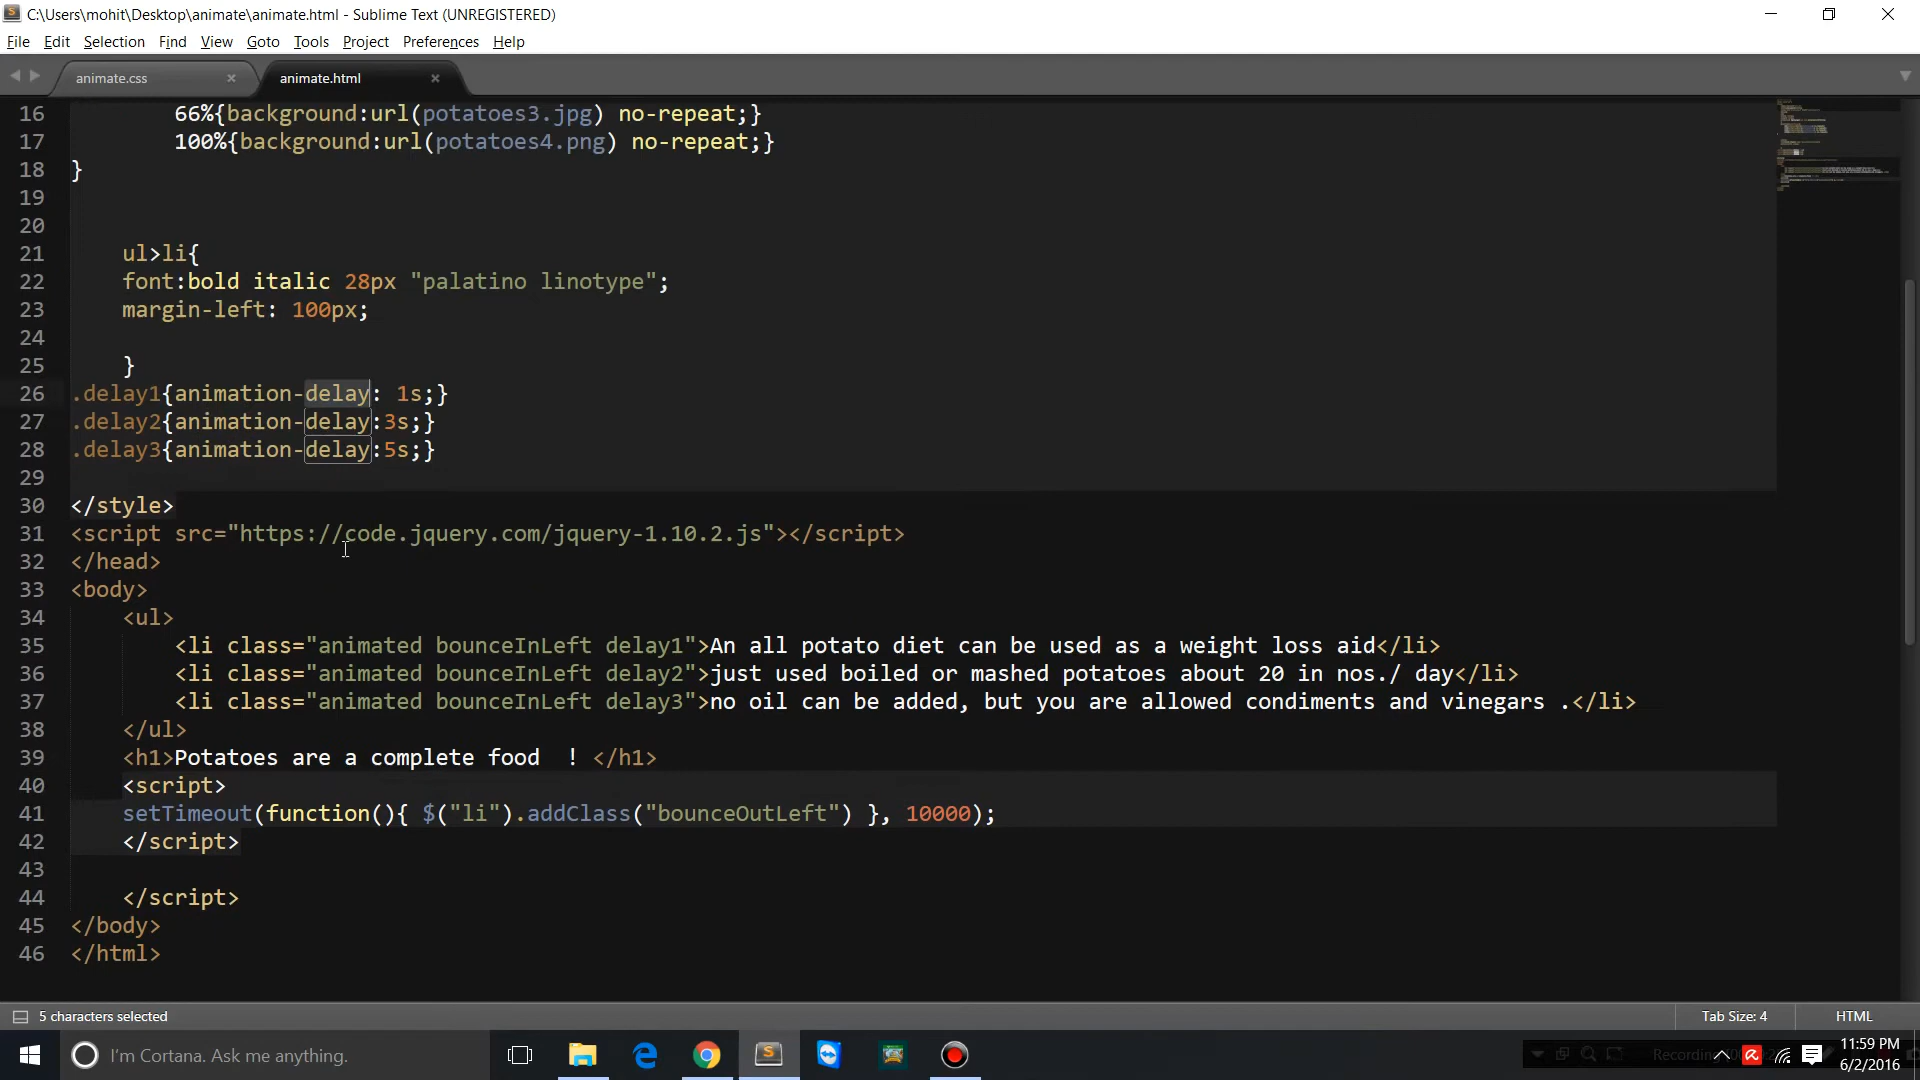 C:\Users\mohit\Desktop\animate\animate.html - Sublime Text (UNREGISTERED)
File Edit Selection Find View Goto Tools Project Preferences Help
animate.css animate.html
16 66%{background:url(potatoes3.jpg) no-repeat;}
17 100%{background:url(potatoes4.png) no-repeat;}
18 }
19
20
21 ul>li{
22 font:bold italic 28px "palatino linotype";
23 margin-left: 100px;
24
25 }
26 .delay1{animation-delay: 1s;}
27 .delay2{animation-delay:3s;}
28 .delay3{animation-delay:5s;}
29
30 </style>
31 <script src="https://code.jquery.com/jquery-1.10.2.js"></script>
32 </head>
33 <body>
34 <ul>
35 <li class="animated bounceInLeft delay1">An all potato diet can be used as a weight loss aid</li>
36 <li class="animated bounceInLeft delay2">just used boiled or mashed potatoes about 20 in nos./ day</li>
37 <li class="animated bounceInLeft delay3">no oil can be added, but you are allowed condiments and vinegars .</li>
38 </ul>
39 <h1>Potatoes are a complete food  ! </h1>
40 <script>
41 setTimeout(function(){ $("li").addClass("bounceOutLeft") }, 10000);
42 </script>
43
44 </script>
45 </body>
46 </html>
5 characters selected Tab Size: 4 HTML
I'm Cortana. Ask me anything. 11:59 PM
6/2/2016